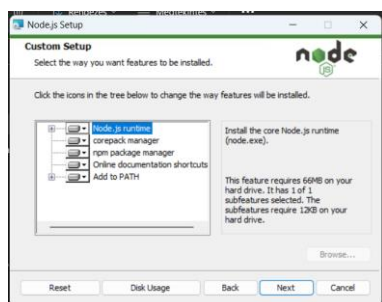 Node.js Setup
Custom Setup
Select the way you want features to be installed.
node
JS
Click the icons in the tree below to change the way features will be installed.
Node.js runtime
corepack manager
npm package manager
Online documentation shortcuts
Add to PATH
Install the core Node.js runtime
(node.exe).
This feature requires 66MB on your
hard drive. It has 1 of 1
subfeatures selected. The
subfeatures require 12KB on your
hard drive.
Browse...
Reset
Disk Usage
Back
Next
Cancel